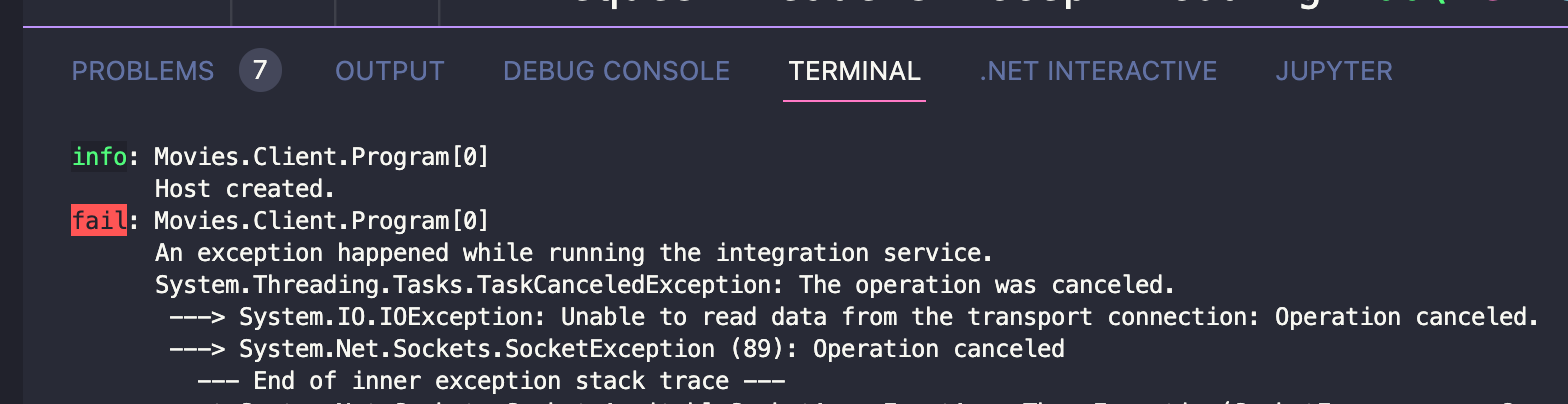 PROBLEMS 7 OUTPUT DEBUG CONSOLE TERMINAL .NET INTERACTIVE JUPYTER
info: Movies.Client.Program[0]
Host created.
fail: Movies.Client.Program[0]
An exception happened while running the integration service.
System.Threading.Tasks.TaskCanceledException: The operation was canceled.
---> System.IO.IOException: Unable to read data from the transport connection: Operation canceled.
---> System.Net.Sockets.SocketException (89): Operation canceled
--- End of inner exception stack trace ---